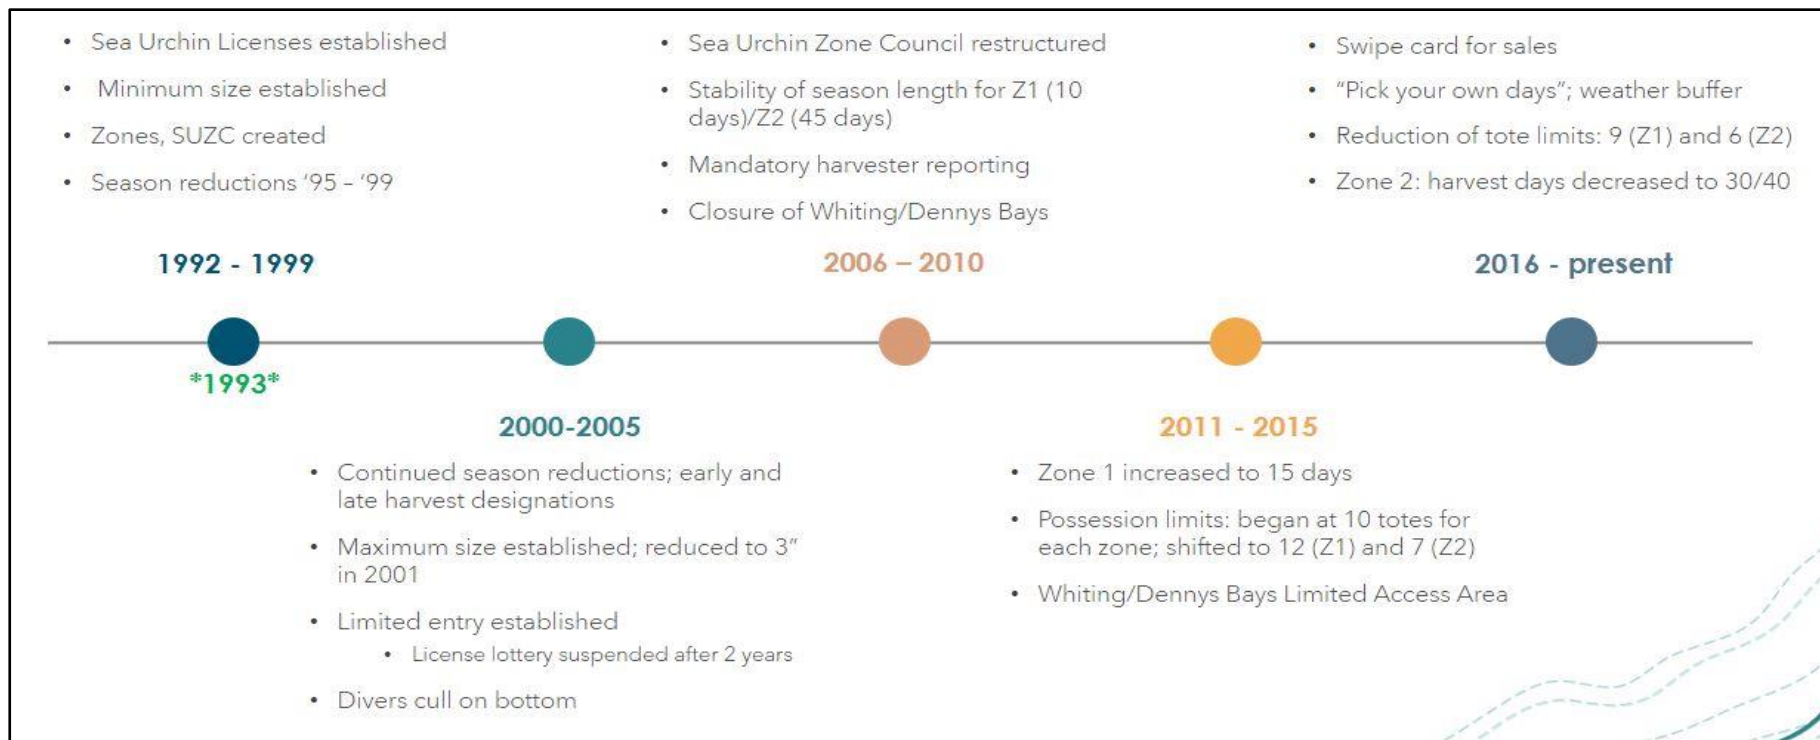 • Sea Urchin Licenses established
• Minimum size established
• Zones, SUZC created
• Season reductions ’95 – ’99
1992 - 1999
*1993*
2000-2005
• Continued season reductions; early and
late harvest designations
• Maximum size established; reduced to 3”
in 2001
• Limited entry established
• License lottery suspended after 2 years
• Divers cull on bottom
• Sea Urchin Zone Council restructured
• Stability of season length for Z1 (10
days)/Z2 (45 days)
• Mandatory harvester reporting
• Closure of Whiting/Dennys Bays
2006 – 2010
2011 - 2015
• Zone 1 increased to 15 days
• Possession limits: began at 10 totes for
each zone; shifted to 12 (Z1) and 7 (Z2)
• Whiting/Dennys Bays Limited Access Area
• Swipe card for sales
• “Pick your own days”; weather buffer
• Reduction of tote limits: 9 (Z1) and 6 (Z2)
• Zone 2: harvest days decreased to 30/40
2016 - present